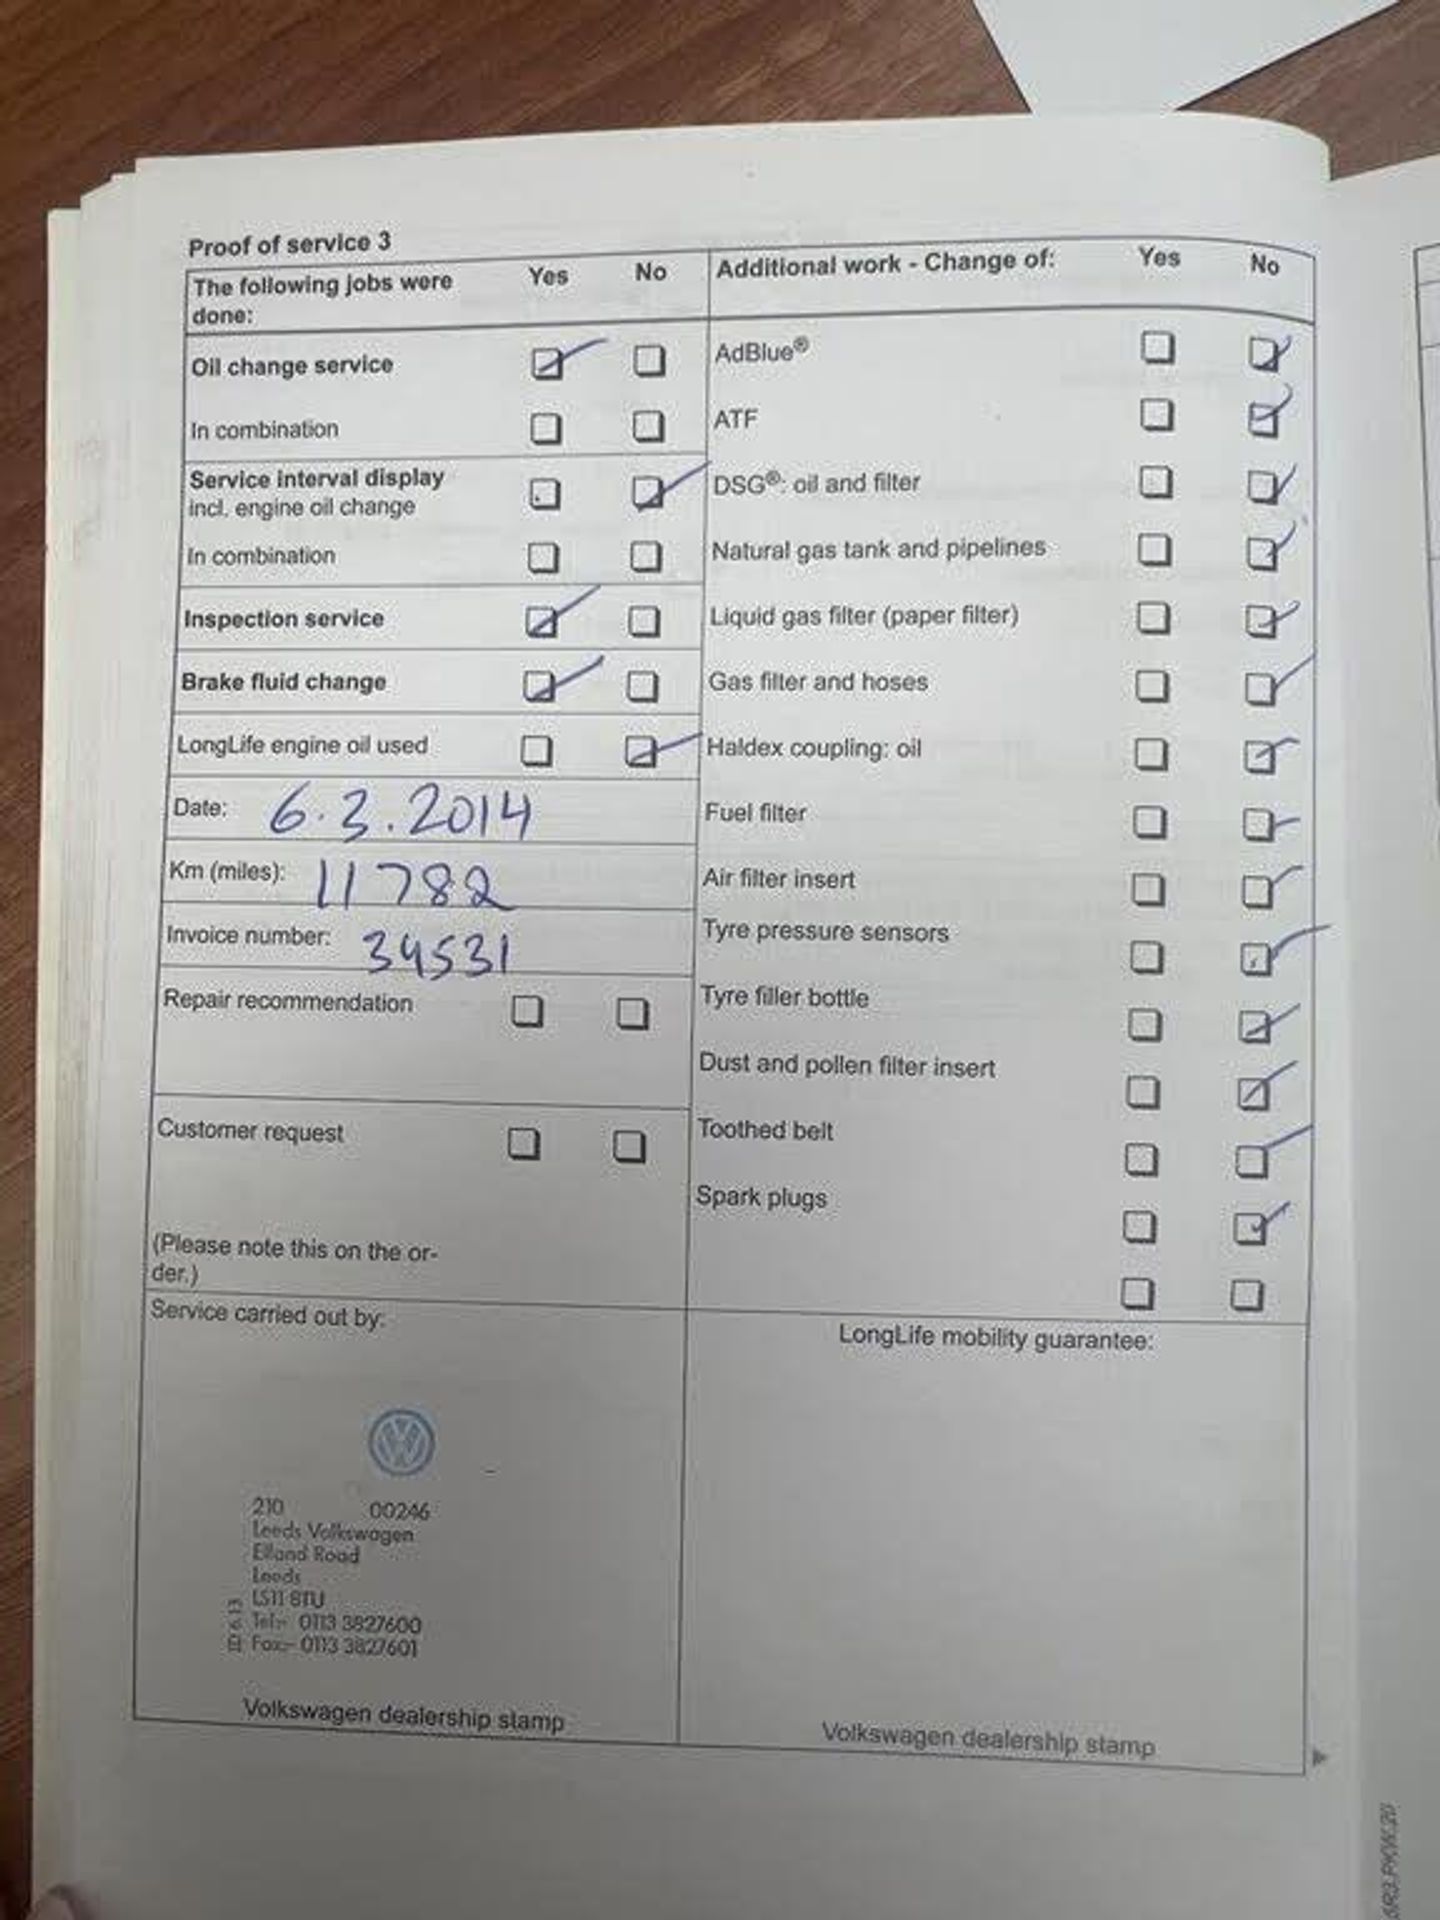 Proof of service 3
The following jobs were
done:
Yes No
Oil change service
In combination
Service interval display
incl. engine oil change
In combination
Inspection service
Brake fluid change
LongLife engine oil used
Date: 6.3.2014
Km (miles): 11782
Invoice number: 34531
Repair recommendation
Customer request
(Please note this on the or-
der.)
Additional work - Change of:
Yes No
AdBlue®
ATF
DSG®: oil and filter
Natural gas tank and pipelines
Liquid gas filter (paper filter)
Gas filter and hoses
Haldex coupling: oil
Fuel filter
Air filter insert
Tyre pressure sensors
Tyre filler bottle
Dust and pollen filter insert
Toothed belt
Spark plugs
Service carried out by:
210 00246
Leeds Volkswagen
Elland Road
Leeds
LS11 8TU
Tel:- 0113 3827600
Fax:- 0113 3827601
Volkswagen dealership stamp
LongLife mobility guarantee:
Volkswagen dealership stamp